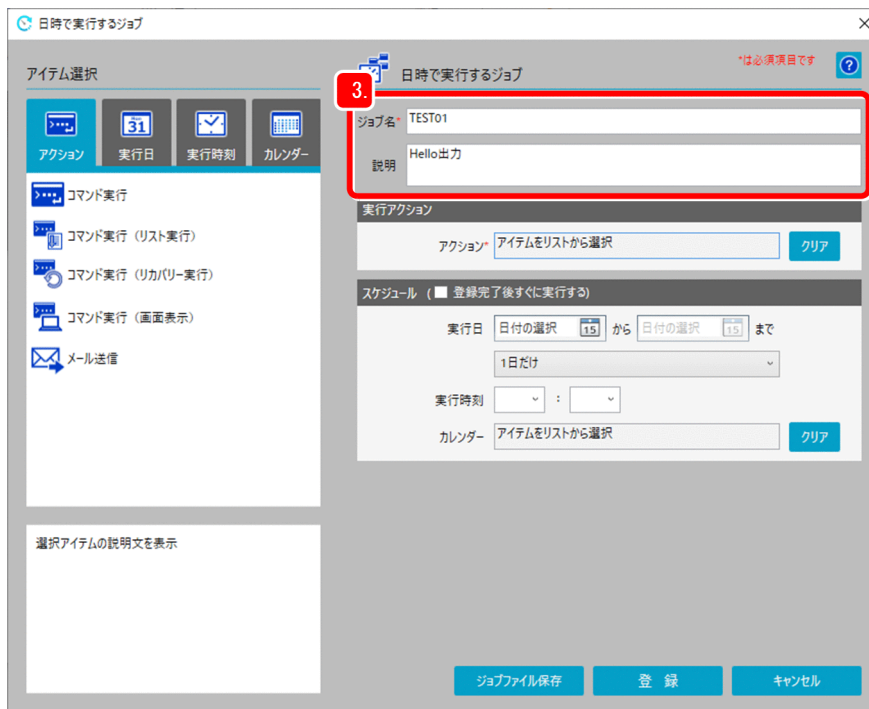 日時で実行するジョブ
アイテム選択
アクション
31
実行日
実行時刻
カレンダー
コマンド実行
コマンド実行（リスト実行）
コマンド実行（リカバリー実行）
コマンド実行（画面表示）
メール送信
選択アイテムの説明文を表示
日時で実行するジョブ
*は必須項目です
?
3.
ジョブ名* TEST01
説明 Hello出力
実行アクション
アクション* アイテムをリストから選択 クリア
スケジュール （ 登録完了後すぐに実行する）
実行日 日付の選択 15 から 日付の選択 15 まで
1日だけ
実行時刻 :
カレンダー アイテムをリストから選択 クリア
ジョブファイル保存 登 録 キャンセル